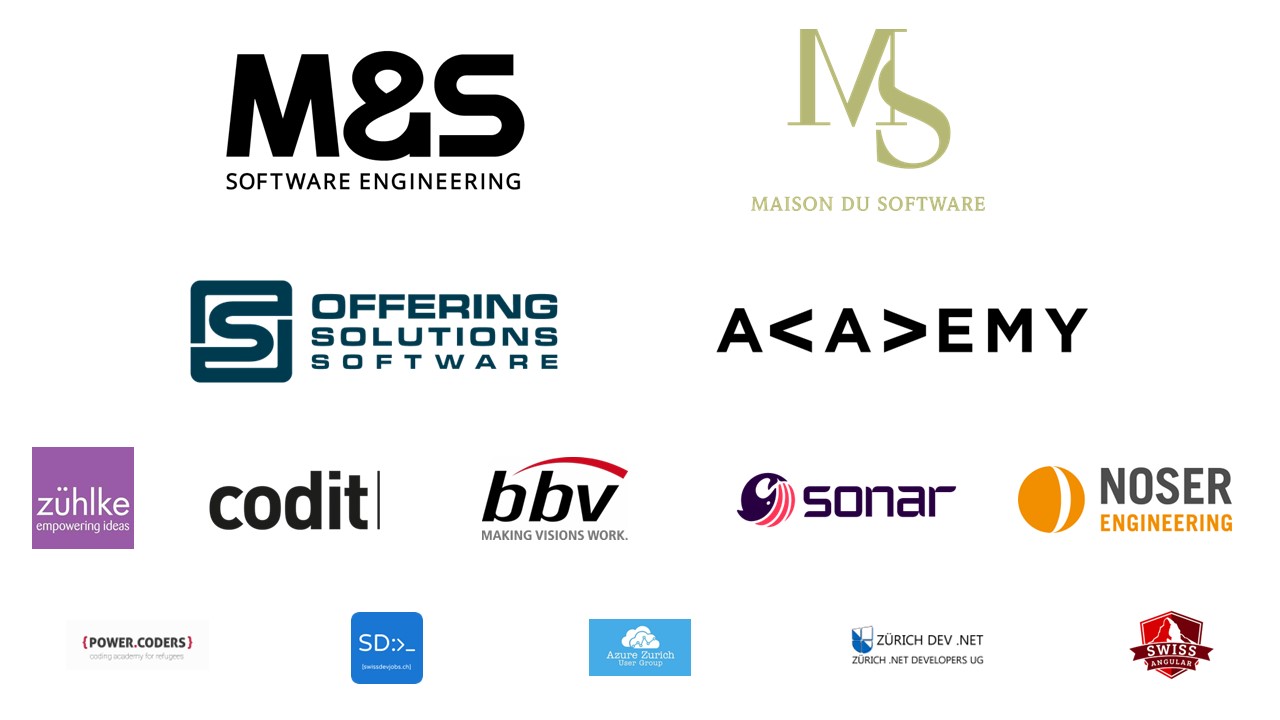 M&S
SOFTWARE ENGINEERING
MS
MAISON DU SOFTWARE
S
OFFERING
SOLUTIONS
SOFTWARE
A<A>EMY
zühlke
empowering ideas
codit
bbv
MAKING VISIONS WORK.
sonar
NOSER
ENGINEERING
{POWER.CODERS}
coding academy for refugees
SD:>_
[swissdevjobs.ch]
Azure Zurich
User Group
ZÜRICH DEV .NET
ZÜRICH .NET DEVELOPERS UG
SWISS
ANGULAR